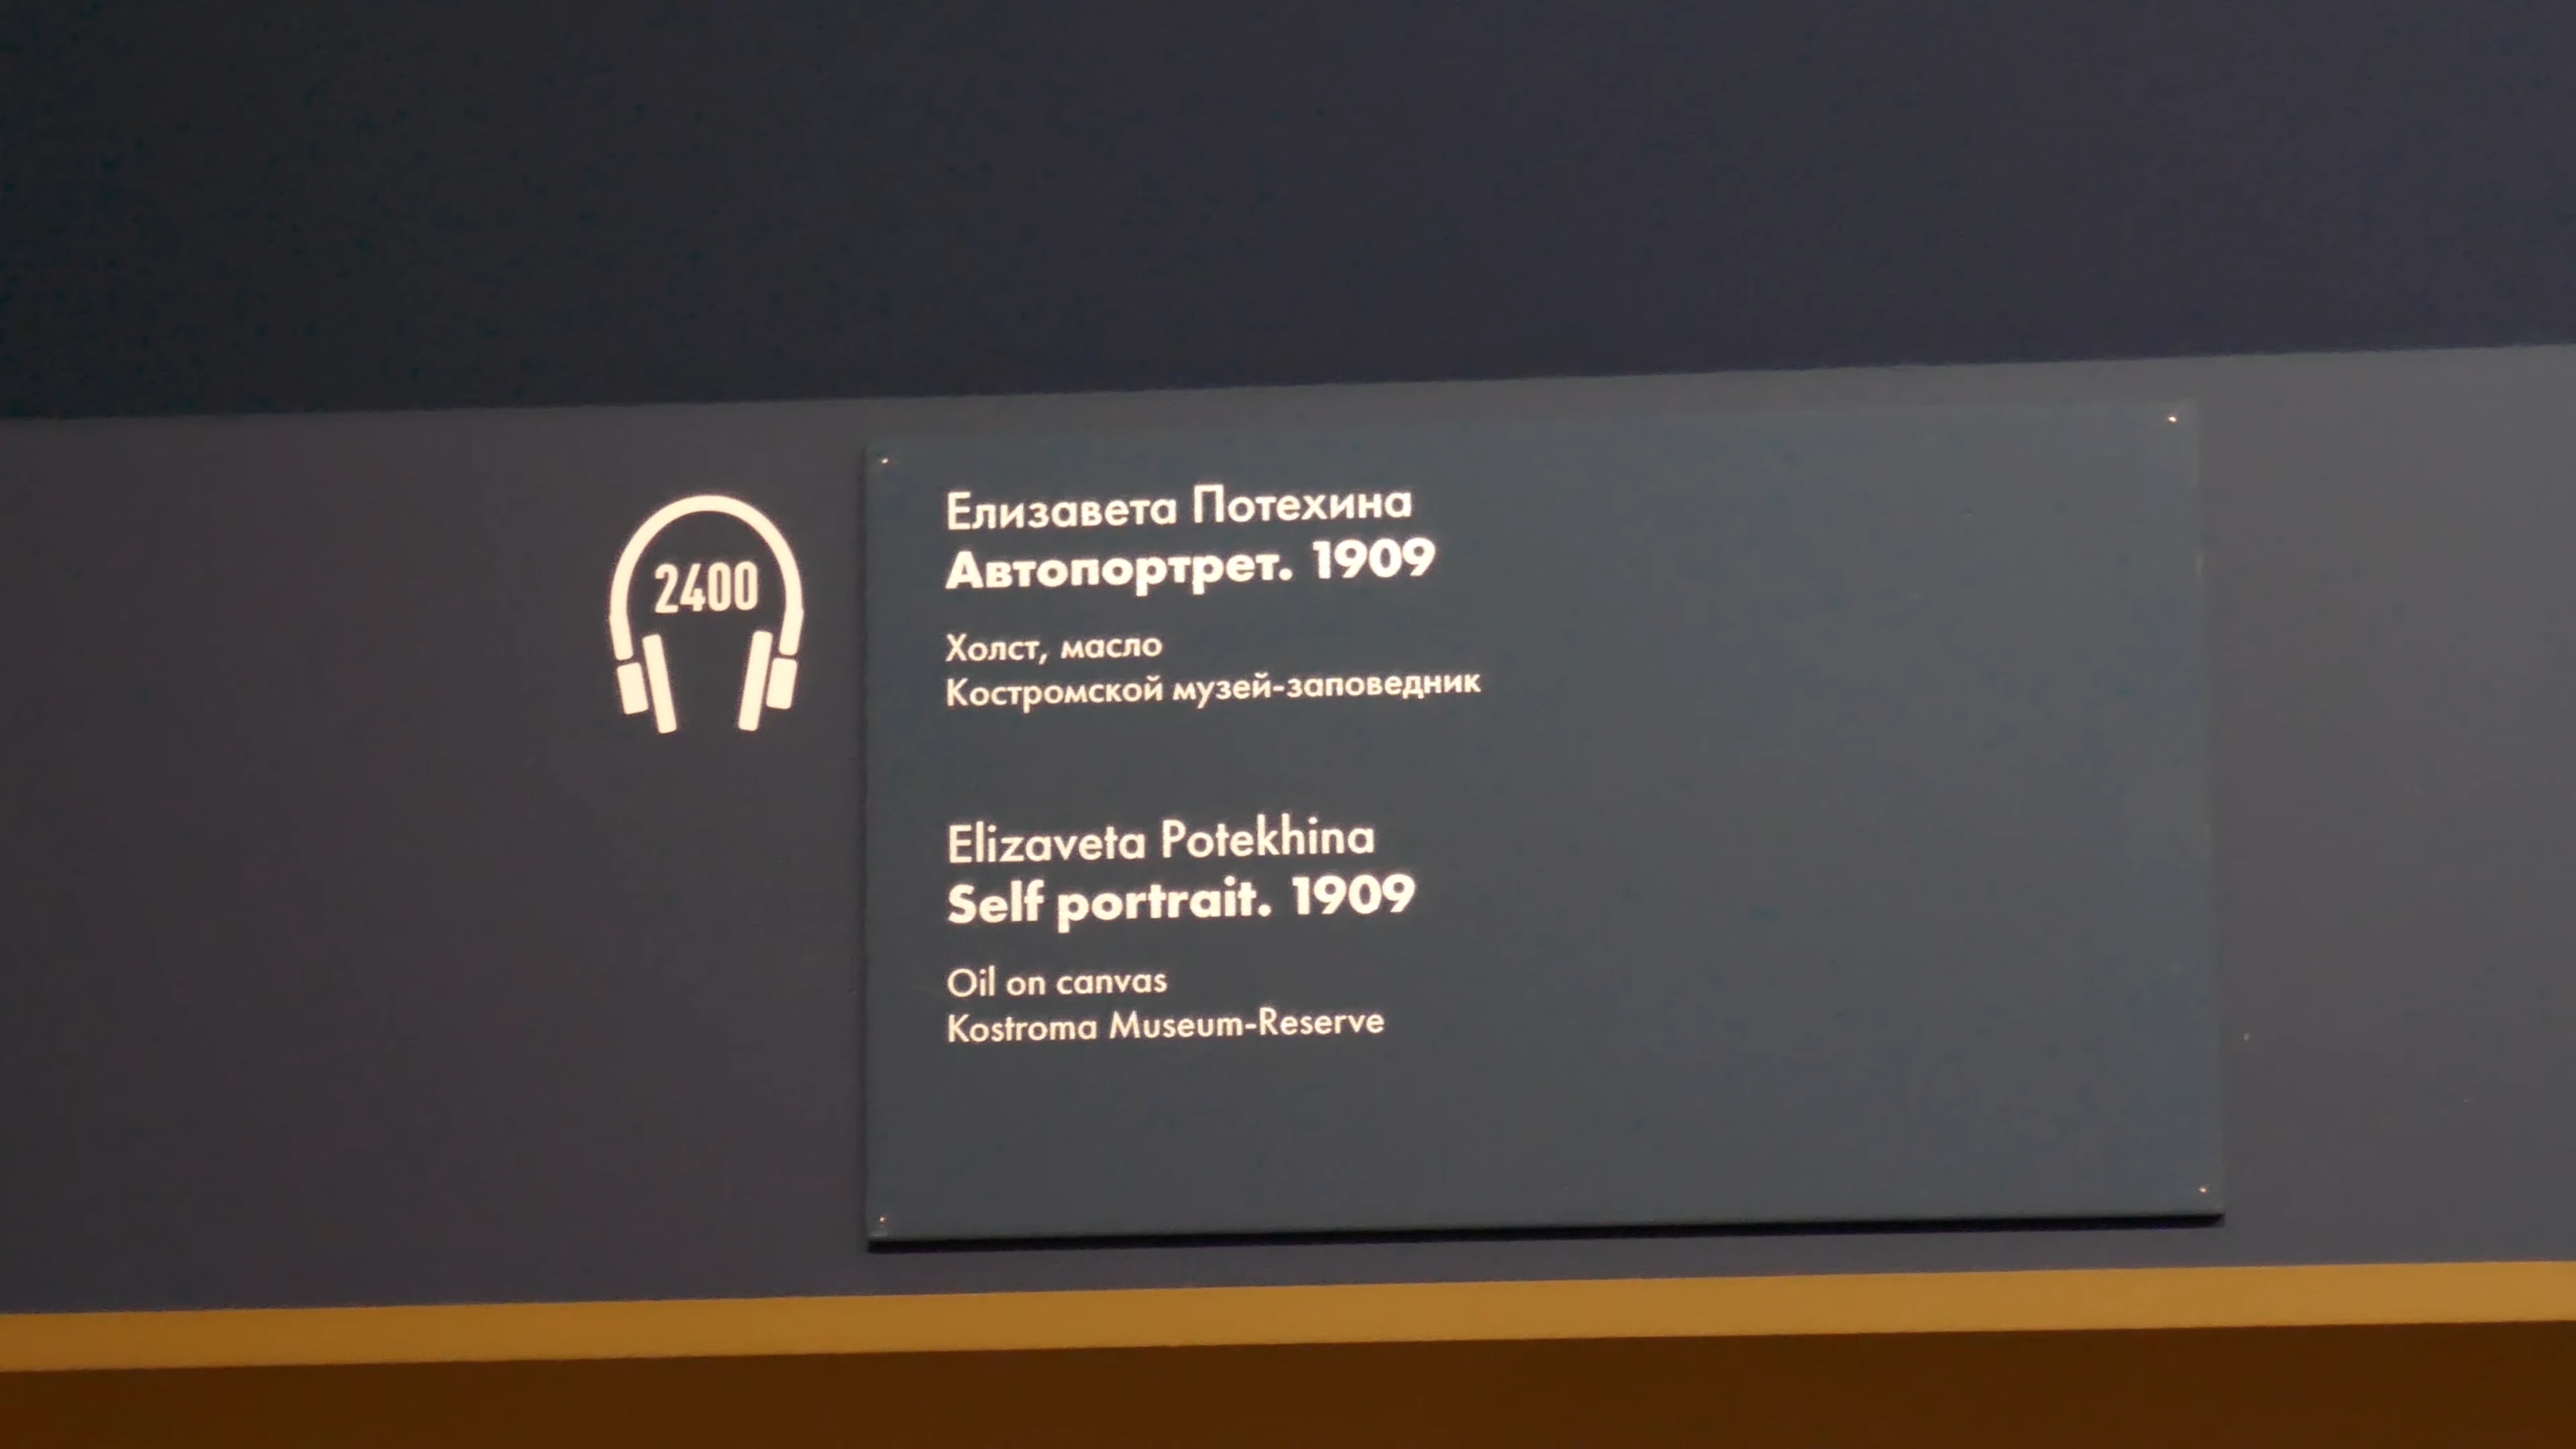 2400
Елизавета Потехина
Автопортрет. 1909
Холст, масло
Костромской музей-заповедник
Elizaveta Potekhina
Self portrait. 1909
Oil on canvas
Kostroma Museum-Reserve